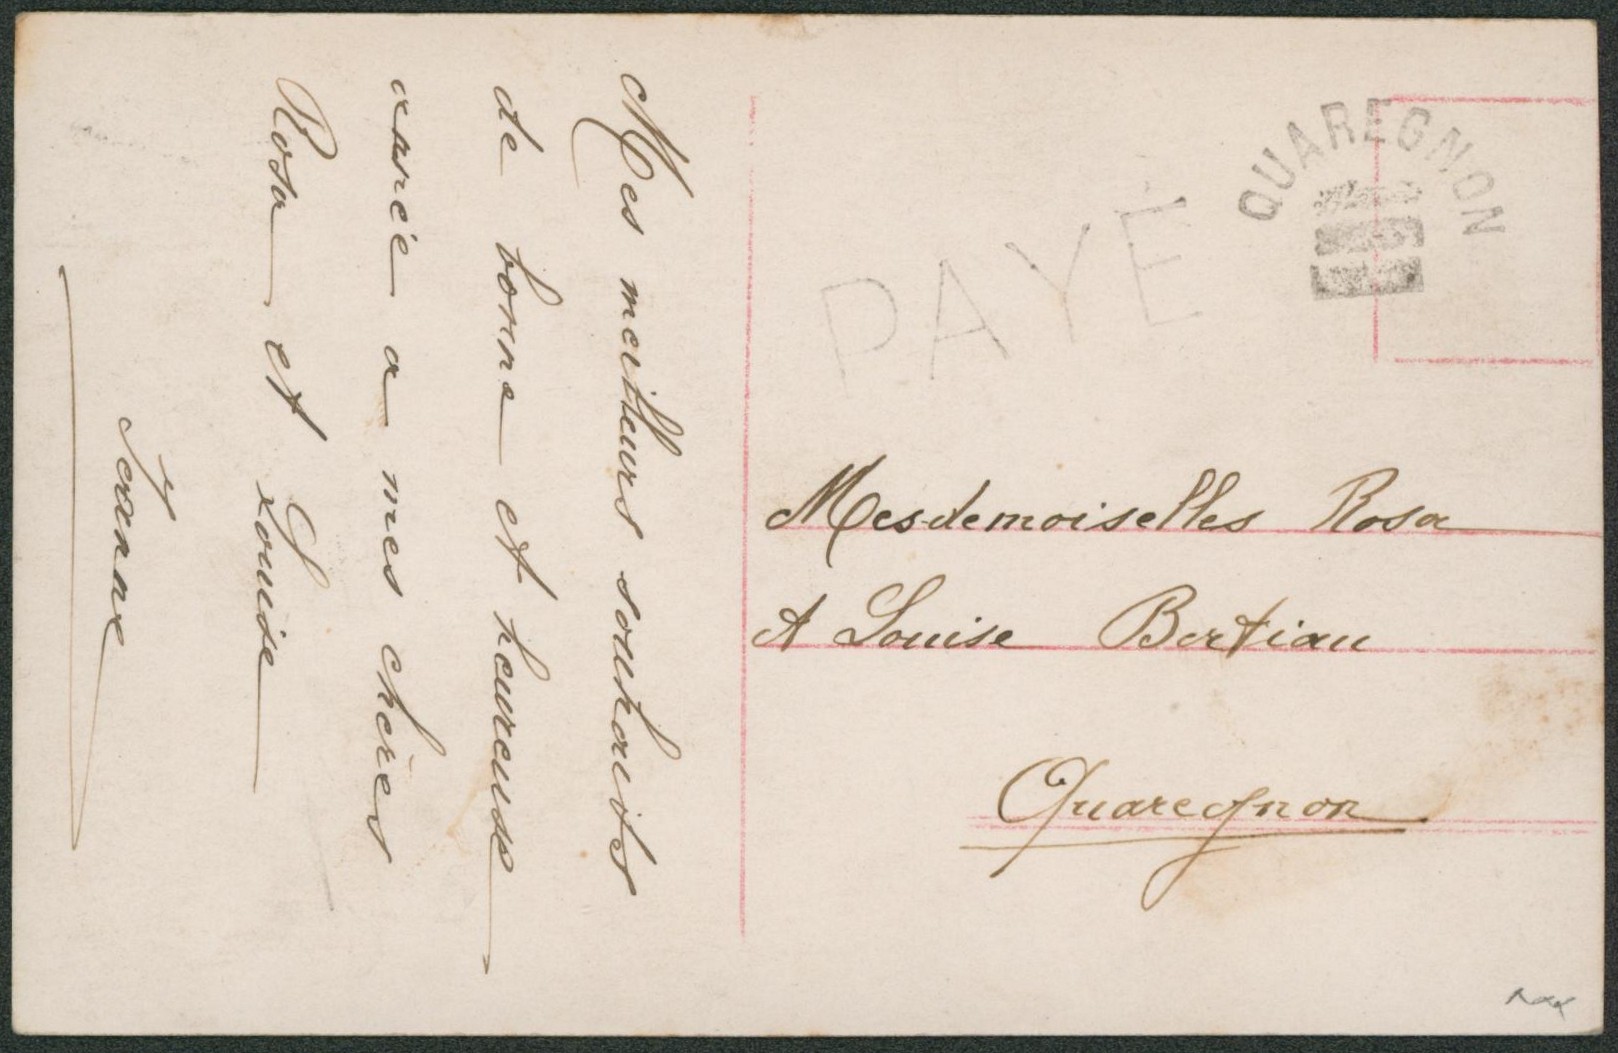 Mes meilleurs souhaits
de bonne et heureuse
année a mes chères
Rosa et Louise
QUAREGNON
PAYÉ
Mesdemoiselles Rosa
et Louise Bertiau
Quaregnon